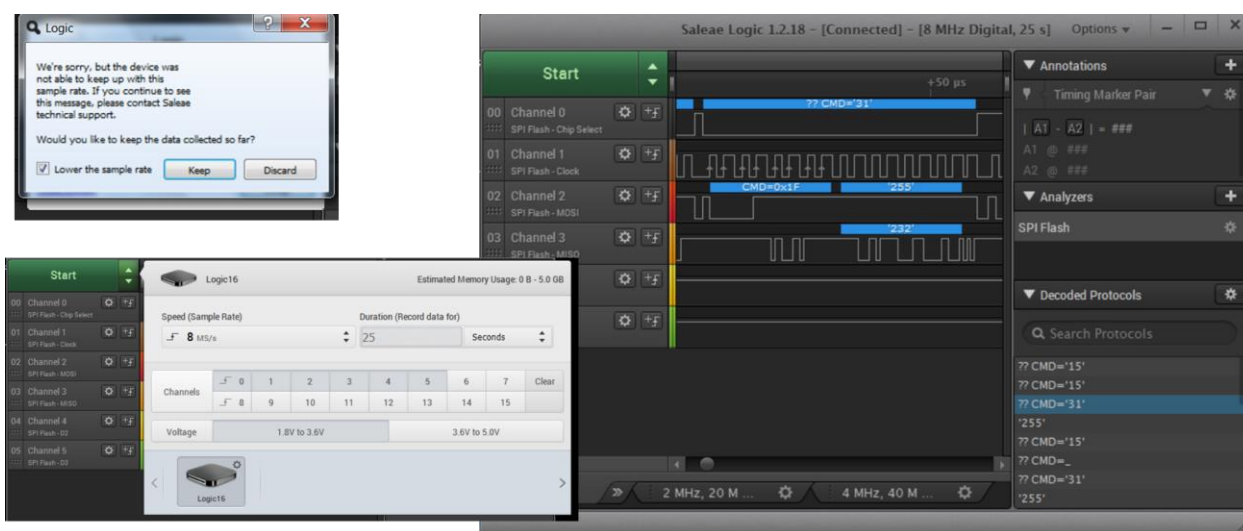 Logic
We're sorry, but the device was
not able to keep up with this
sample rate. If you continue to see
this message, please contact Saleae
technical support.
Would you like to keep the data collected so far?
Lower the sample rate
Keep
Discard
Saleae Logic 1.2.18 - [Connected] - [8 MHz Digital, 25 s]
Options
Start
+50 µs
00 Channel 0
SPI Flash - Chip Select
?? CMD='31'
01 Channel 1
SPI Flash - Clock
02 Channel 2
SPI Flash - MOSI
CMD=0x1F
'255'
03 Channel 3
SPI Flash - MISO
'232'
2 MHz, 20 M ...
4 MHz, 40 M ...
Annotations
Timing Marker Pair
| A1 - A2 | = ###
A1 @ ###
A2 @ ###
Analyzers
SPI Flash
Decoded Protocols
Search Protocols
?? CMD='15'
?? CMD='15'
?? CMD='31'
'255'
?? CMD='15'
?? CMD=_
?? CMD='31'
'255'
Start
00 Channel 0
SPI Flash - Chip Select
01 Channel 1
SPI Flash - Clock
02 Channel 2
SPI Flash - MOSI
03 Channel 3
SPI Flash - MISO
04 Channel 4
SPI Flash - D2
05 Channel 5
SPI Flash - D3
Logic16
Estimated Memory Usage: 0 B - 5.0 GB
Speed (Sample Rate)
8 MS/s
Duration (Record data for)
25
Seconds
Channels
0 1 2 3 4 5 6 7 Clear
8 9 10 11 12 13 14 15
Voltage
1.8V to 3.6V
3.6V to 5.0V
Logic16